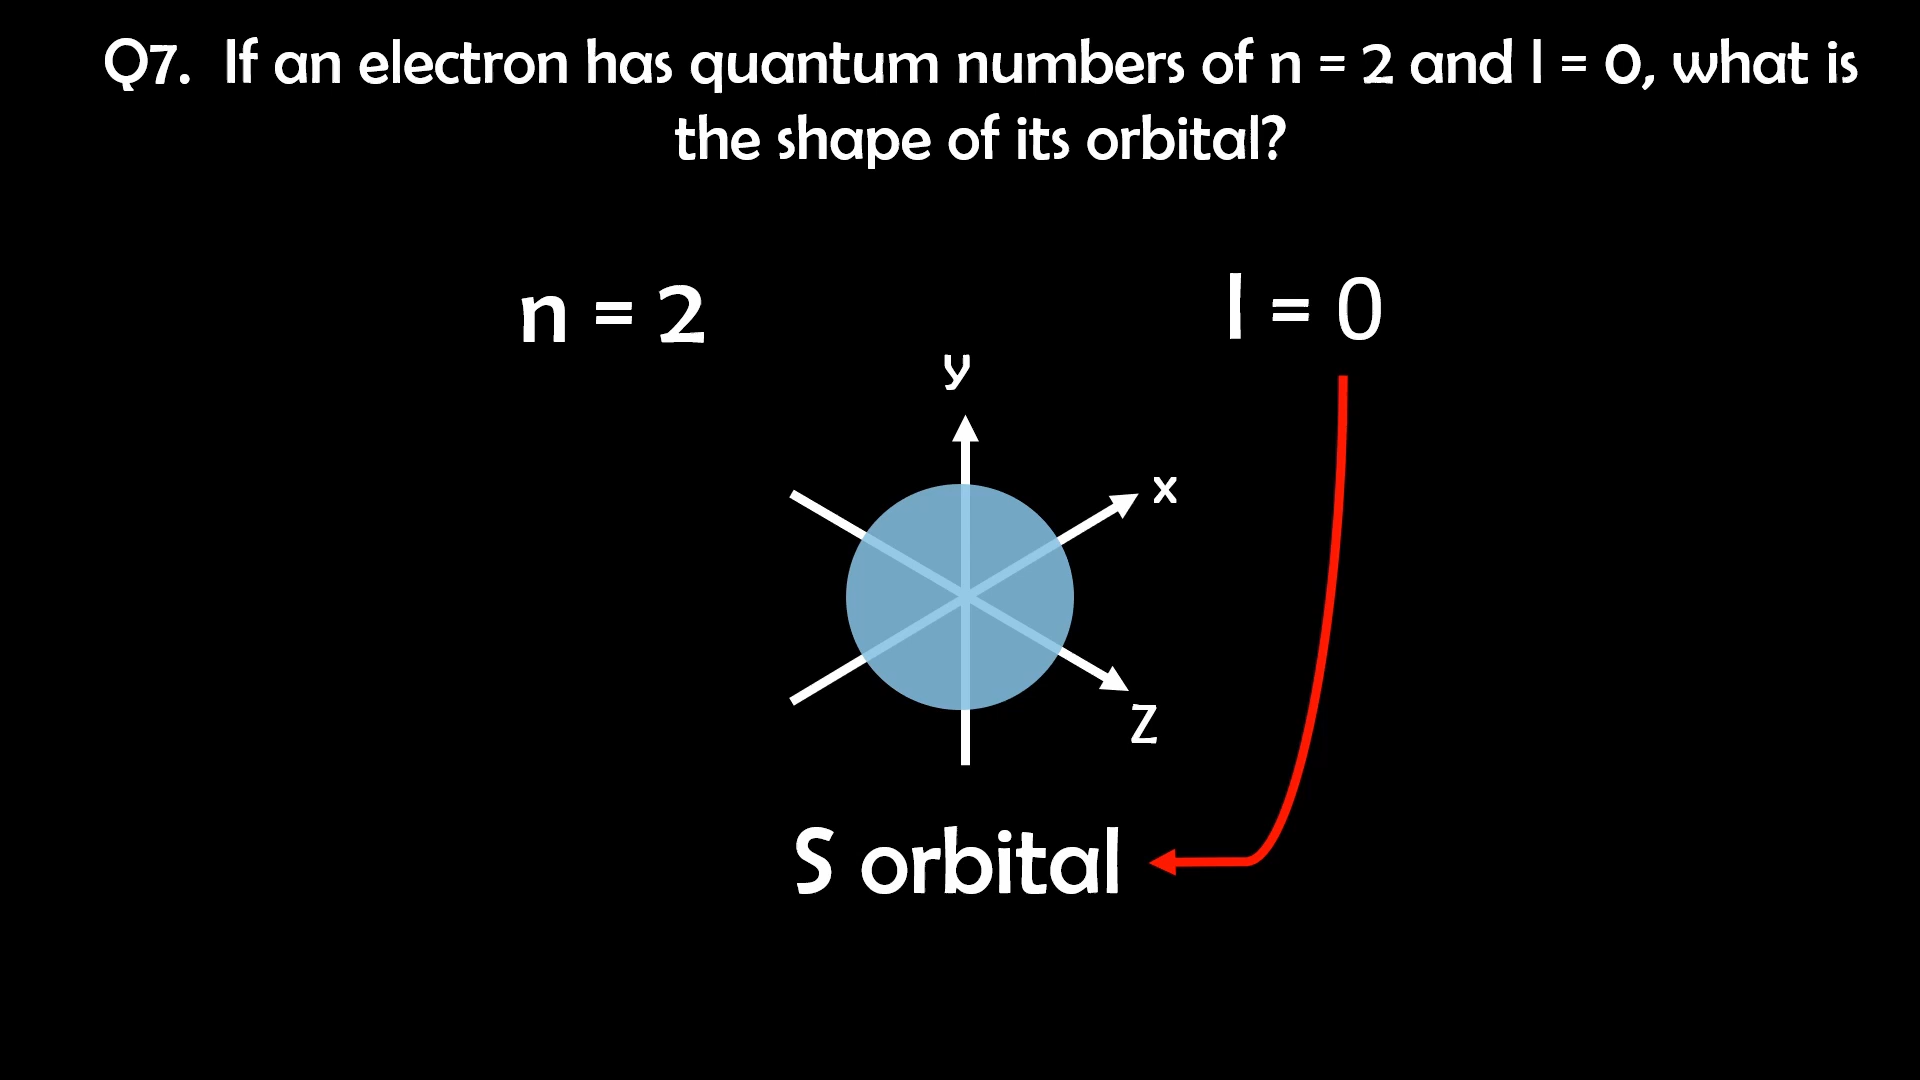 Q7. If an electron has quantum numbers of n = 2 and l = 0, what is
the shape of its orbital?
n = 2
l = 0
y
x
Z
S orbital